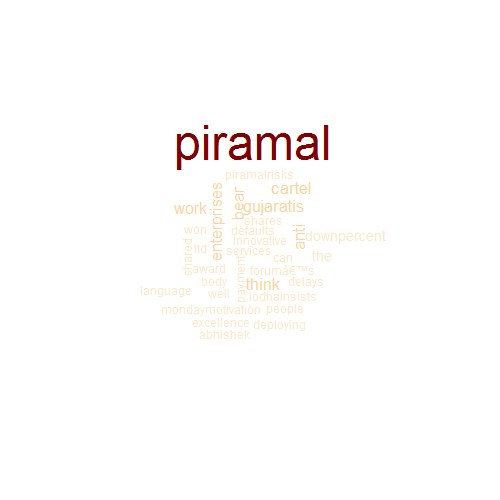 piramal
piramalrisks
cartel
enterprises
bear
work
gujaratis
shares
won
defaults
anti
downpercent
innovative
shared
ltd
services
can
the
award
forumâ€™s
payment
body
think
delays
language
well
lodhainsists
mondaymotivation
people
excellence
deploying
abhishek